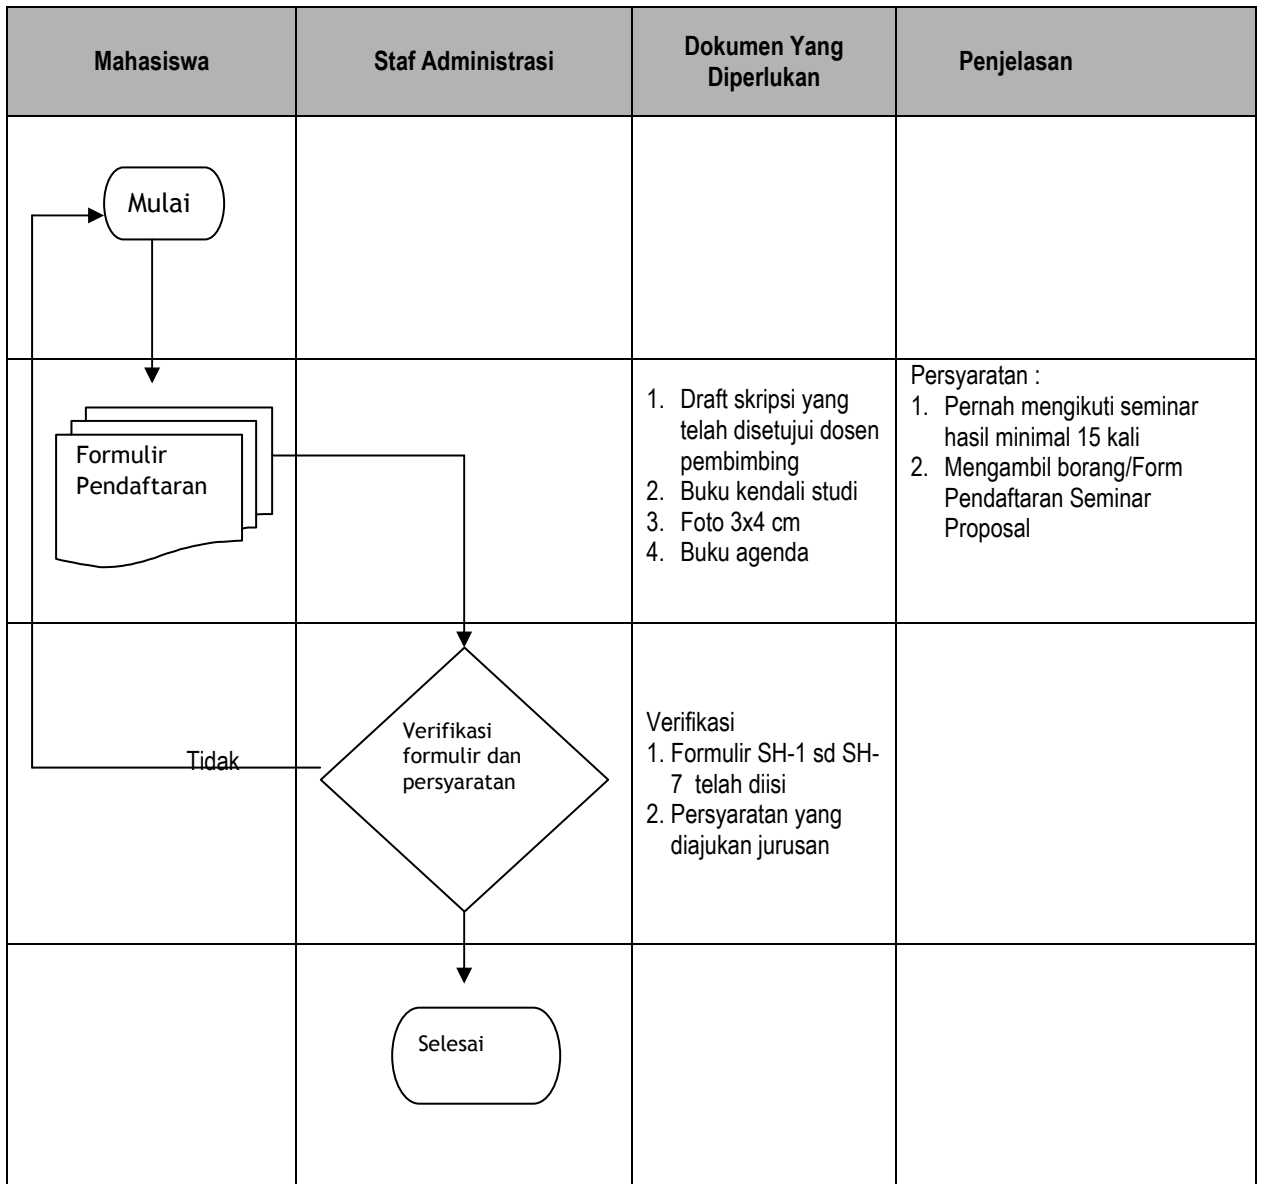 Mahasiswa
Staf Administrasi
Dokumen Yang
Diperlukan
Penjelasan
Mulai
Formulir
Pendaftaran
1. Draft skripsi yang
telah disetujui dosen
pembimbing
2. Buku kendali studi
3. Foto 3x4 cm
4. Buku agenda
Persyaratan :
1. Pernah mengikuti seminar
hasil minimal 15 kali
2. Mengambil borang/Form
Pendaftaran Seminar
Proposal
Tidak
Verifikasi
formulir dan
persyaratan
Verifikasi
1. Formulir SH-1 sd SH-
7 telah diisi
2. Persyaratan yang
diajukan jurusan
Selesai